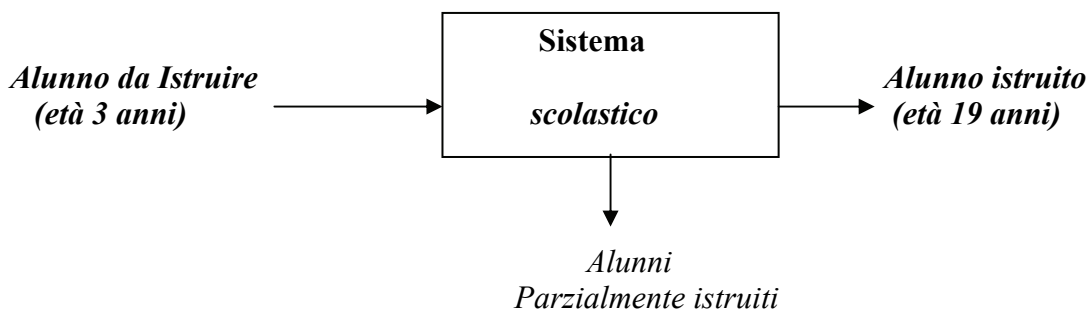 Sistema
scolastico
Alunno da Istruire
(età 3 anni)
Alunno istruito
(età 19 anni)
Alunni
Parzialmente istruiti